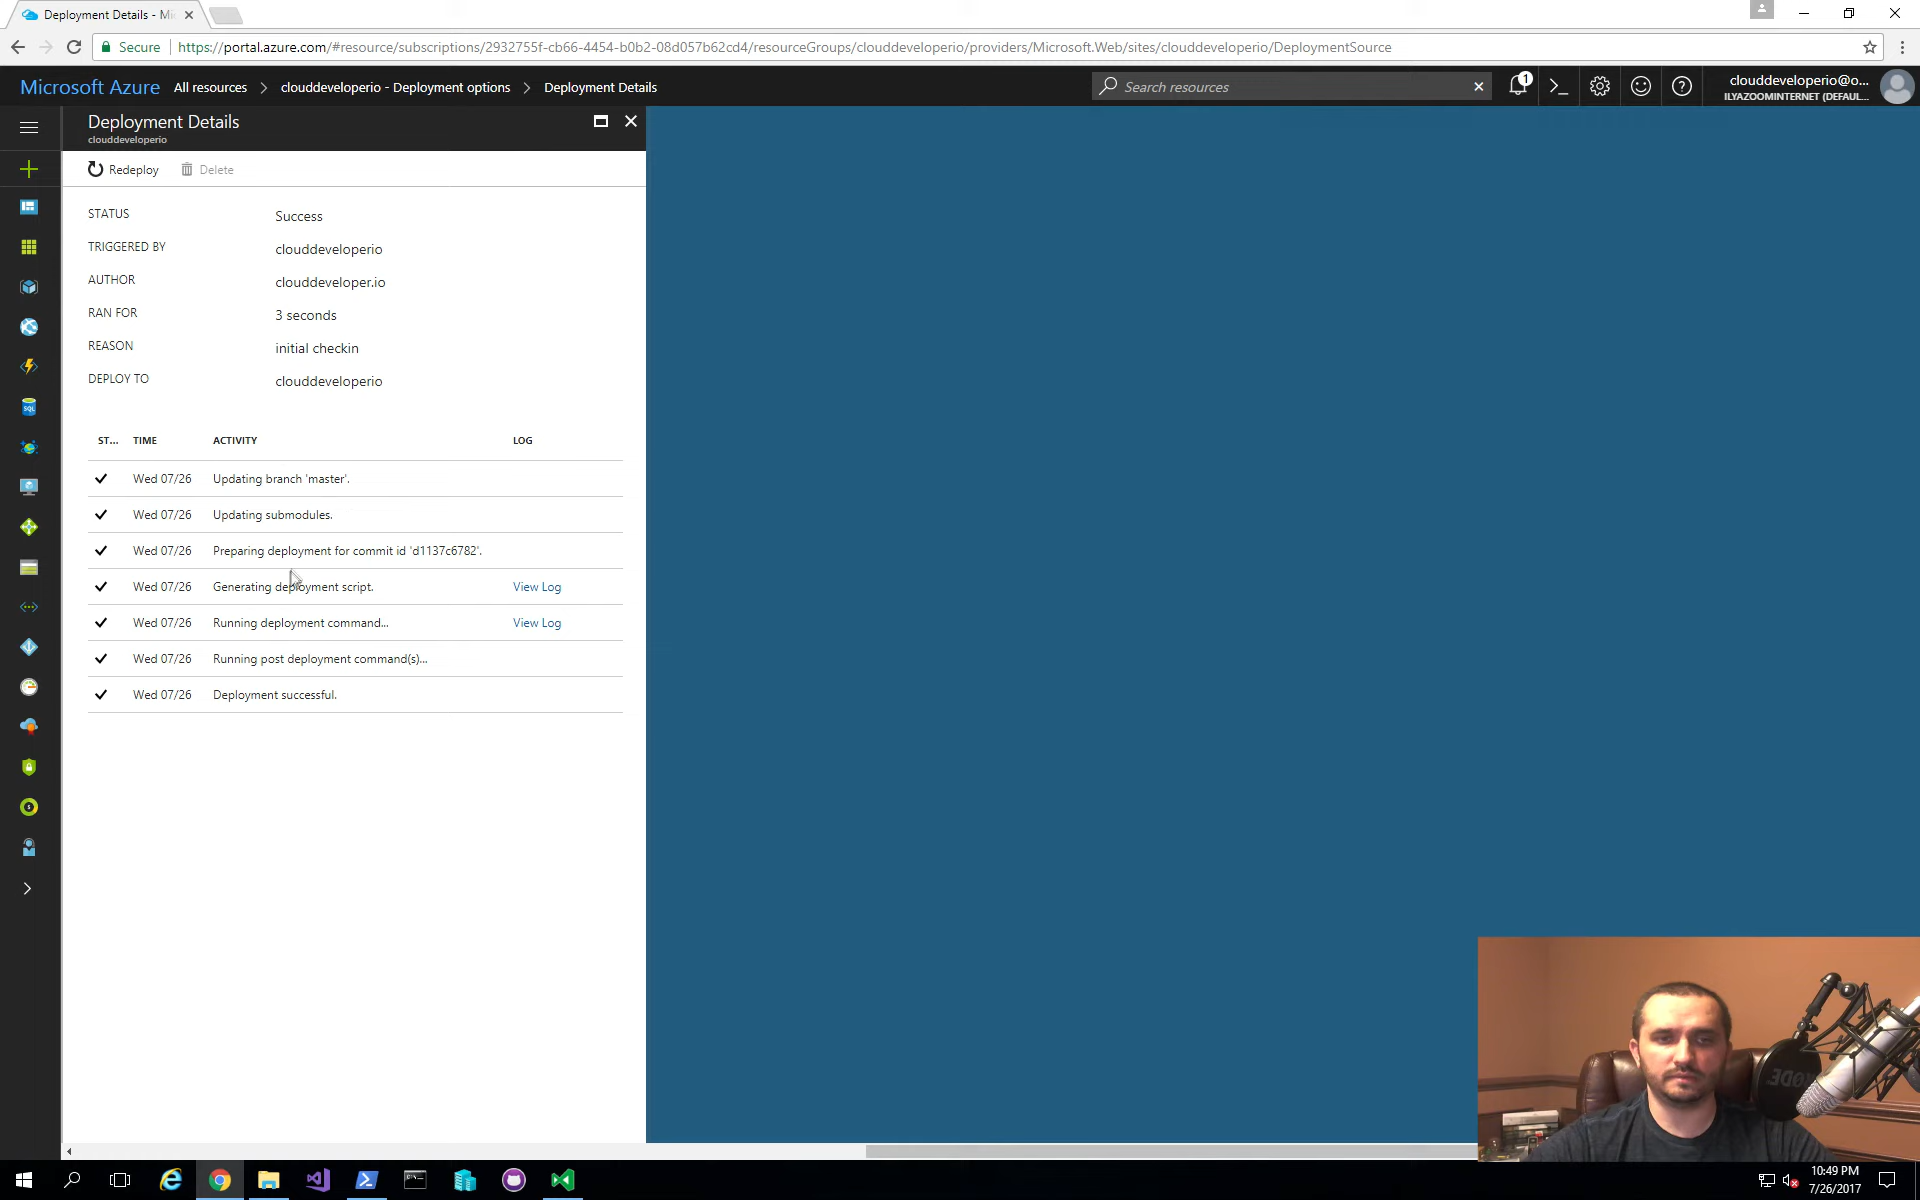 Deployment Details - Mi
Secure
https://portal.azure.com/#resource/subscriptions/2932755f-cb66-4454-b0b2-08d057b62cd4/resourceGroups/clouddeveloperio/providers/Microsoft.Web/sites/clouddeveloperio/DeploymentSource
Microsoft Azure All resources > clouddeveloperio - Deployment options > Deployment Details
Search resources
1
clouddeveloperio@o...
ILYAZOOMINTERNET (DEFAUL...
Deployment Details
clouddeveloperio
Redeploy Delete
STATUS Success
TRIGGERED BY clouddeveloperio
AUTHOR clouddeveloper.io
RAN FOR 3 seconds
REASON initial checkin
DEPLOY TO clouddeveloperio
ST... TIME ACTIVITY LOG
Wed 07/26 Updating branch 'master'.
Wed 07/26 Updating submodules.
Wed 07/26 Preparing deployment for commit id 'd1137c6782'.
Wed 07/26 Generating deployment script. View Log
Wed 07/26 Running deployment command... View Log
Wed 07/26 Running post deployment command(s)...
Wed 07/26 Deployment successful.
SQL
10:49 PM
7/26/2017